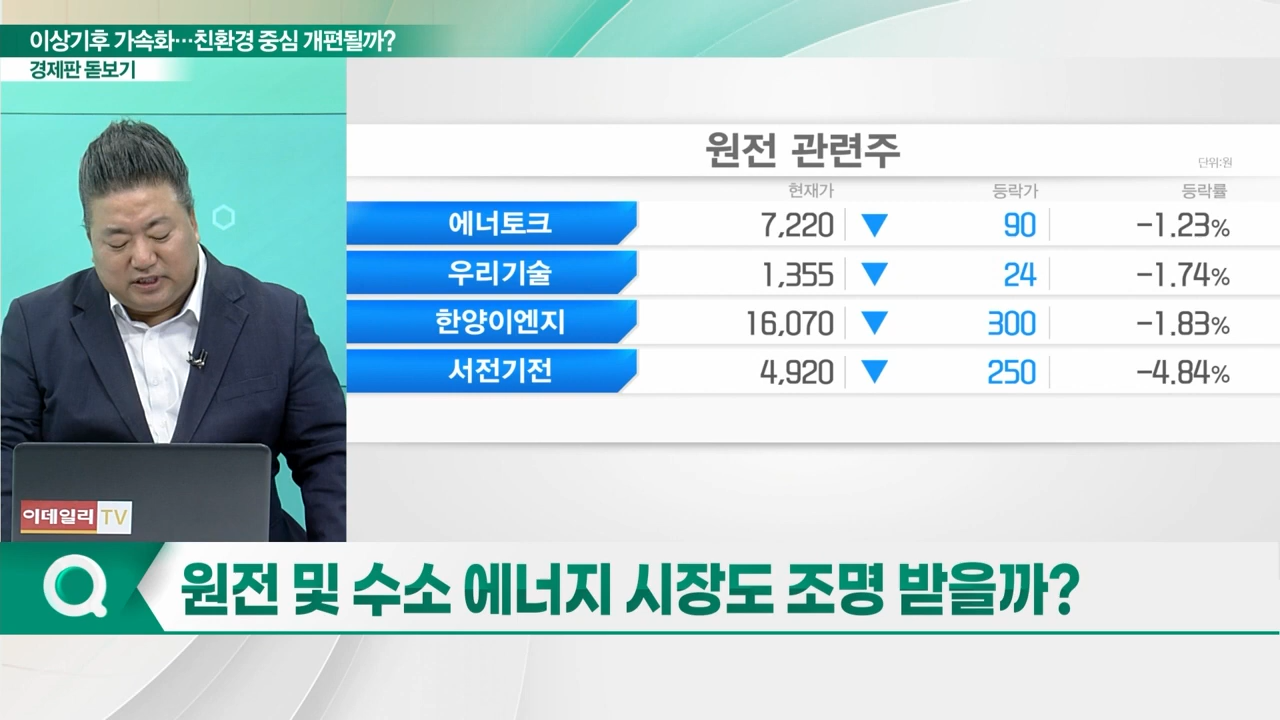 이상기후 가속화…친환경 중심 개편될까?
경제판 돋보기
원전 관련주
단위:원
현재가 등락가 등락률
에너토크 7,220 ▼ 90 -1.23%
우리기술 1,355 ▼ 24 -1.74%
한양이엔지 16,070 ▼ 300 -1.83%
서전기전 4,920 ▼ 250 -4.84%
이데일리 TV
원전 및 수소 에너지 시장도 조명 받을까?